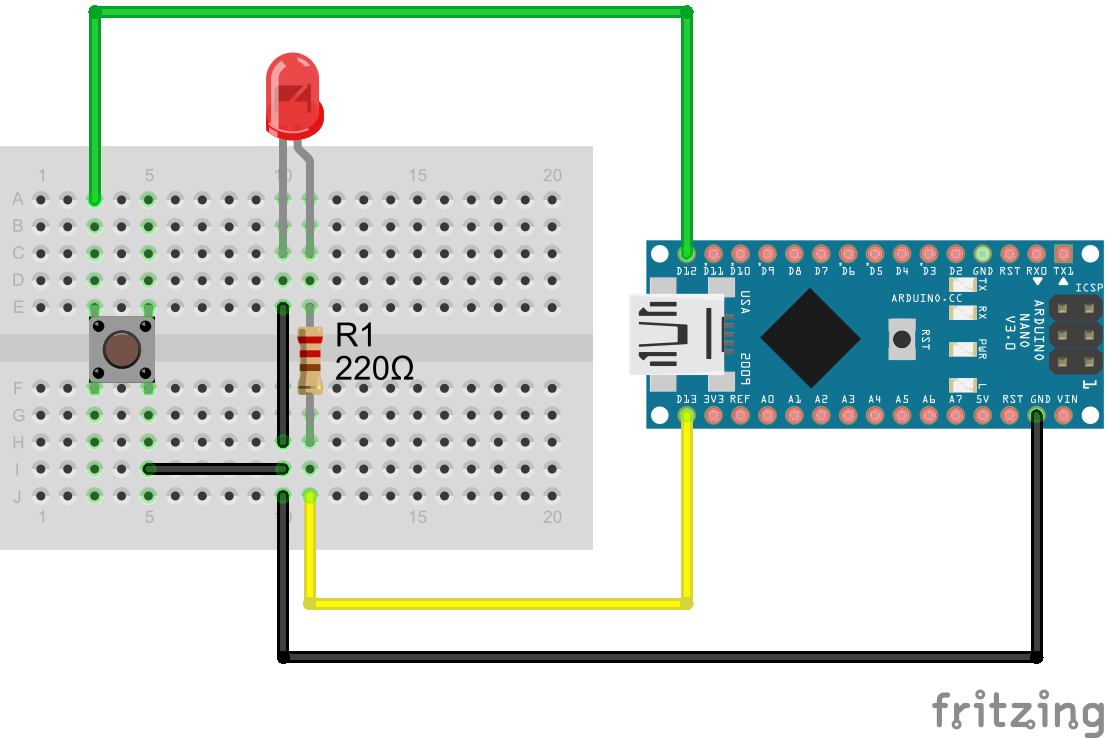 1 5 10 15 20
A
B
C
D
E
R1
220Ω
F
G
H
I
J
1 5 10 15 20
D12 D11 D10 D9 D8 D7 D6 D5 D4 D3 D2 GND RST RX0 TX1
USA
ARDUINO.CC
TX
RX
PWR
L
RST
ICSP
ARDUINO
NANO
V3.0
1
2009
D13 3V3 REF A0 A1 A2 A3 A4 A5 A6 A7 5V RST GND VIN
fritzing